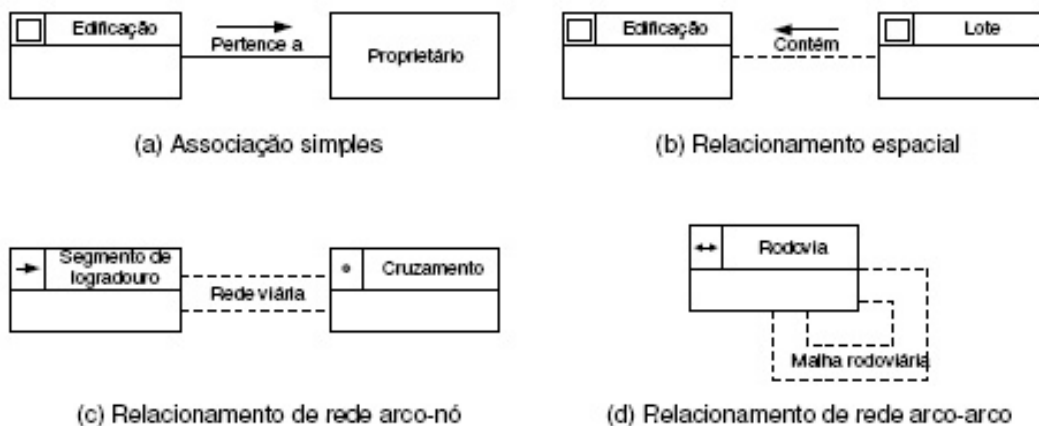 Edificação
Pertence a
Proprietário
(a) Associação simples
Edificação
Contém
Lote
(b) Relacionamento espacial
Segmento de
logradouro
Rede viária
Cruzamento
(c) Relacionamento de rede arco-nó
Rodovia
Malha rodoviária
(d) Relacionamento de rede arco-arco